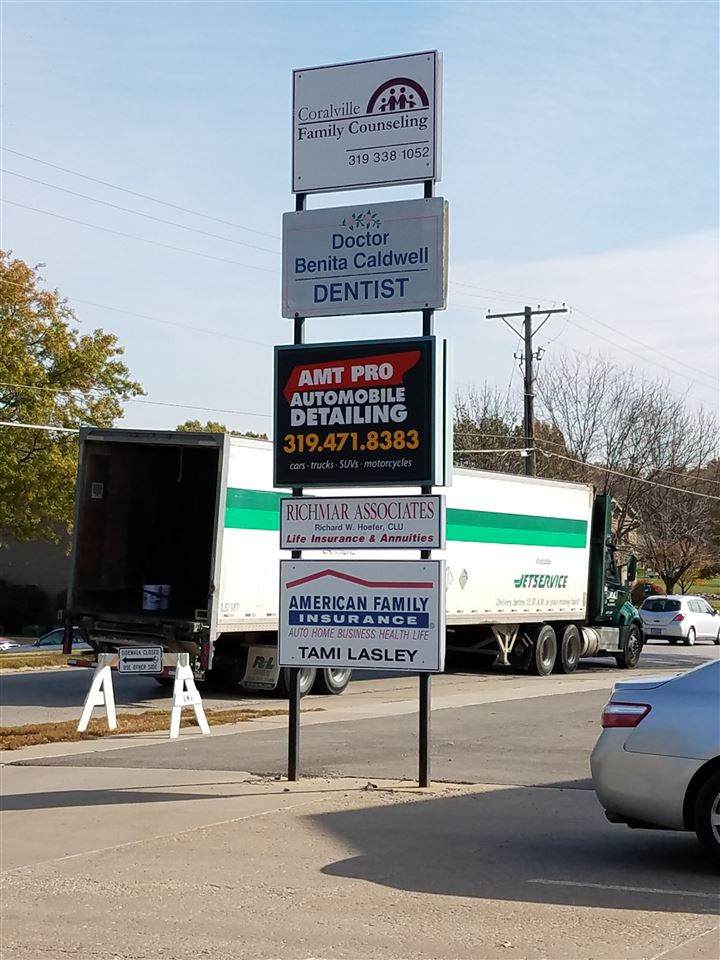 Coralville
Family Counseling
319 338 1052
Doctor
Benita Caldwell
DENTIST
AMT PRO
AUTOMOBILE
DETAILING
319.471.8383
cars - trucks - SUVs - motorcycles
RICHMAR ASSOCIATES
Richard W. Hoefer, CLU
Life Insurance & Annuities
AMERICAN FAMILY
INSURANCE
AUTO HOME BUSINESS HEALTH LIFE
TAMI LASLEY
JETSERVICE
SIDEWALK CLOSED
USE OTHER SIDE
R&L